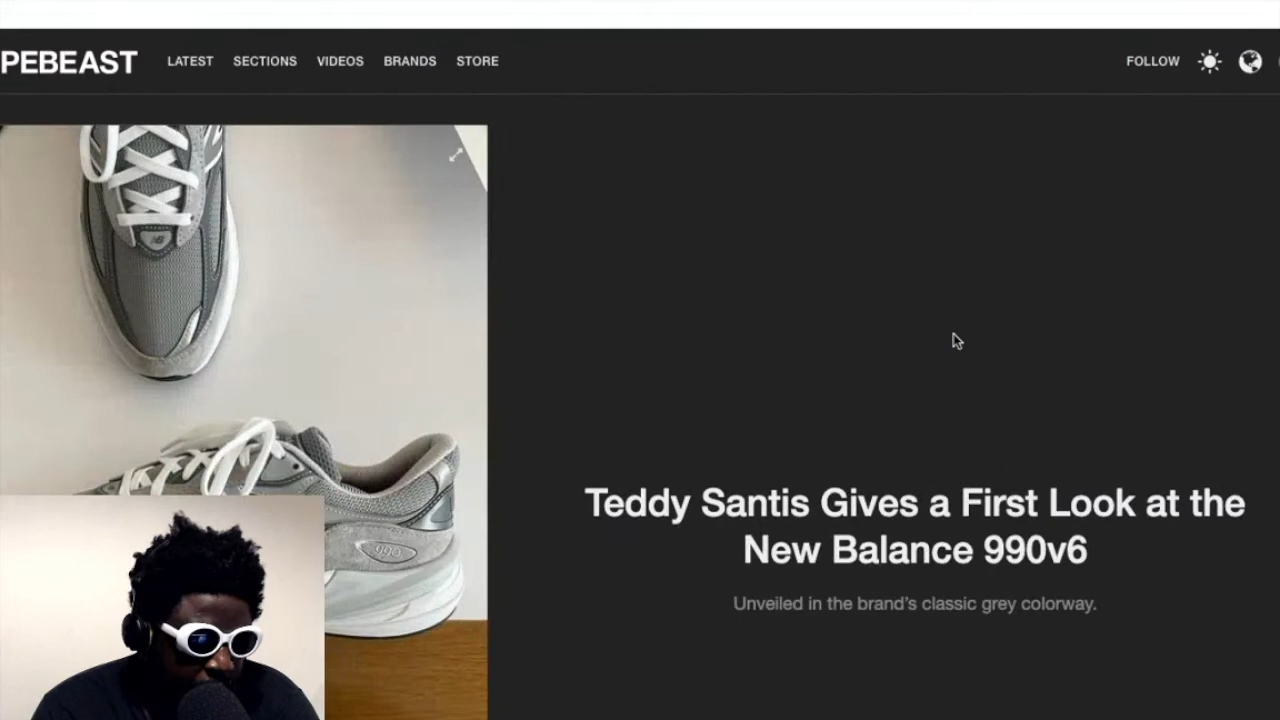 PEBEAST LATEST SECTIONS VIDEOS BRANDS STORE FOLLOW
990
Teddy Santis Gives a First Look at the
New Balance 990v6
Unveiled in the brand's classic grey colorway.